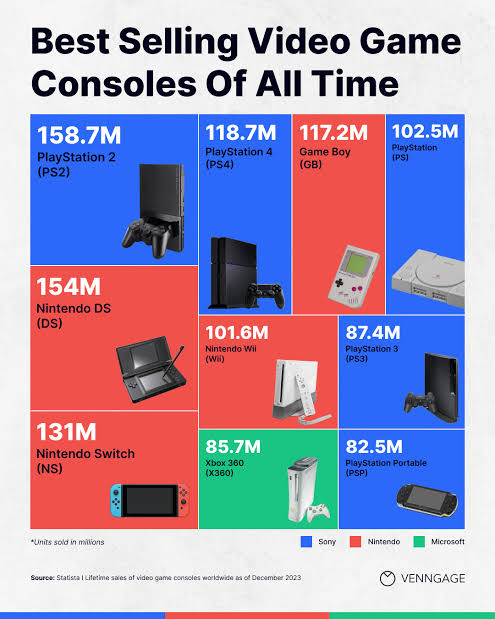 Best Selling Video Game
Consoles Of All Time
158.7M
PlayStation 2
(PS2)
118.7M
PlayStation 4
(PS4)
117.2M
Game Boy
(GB)
102.5M
PlayStation
(PS)
154M
Nintendo DS
(DS)
101.6M
Nintendo Wii
(Wii)
87.4M
PlayStation 3
(PS3)
131M
Nintendo Switch
(NS)
85.7M
Xbox 360
(X360)
82.5M
PlayStation Portable
(PSP)
*Units sold in millions
Sony
Nintendo
Microsoft
Source: Statista I Lifetime sales of video game consoles worldwide as of December 2023
VENNGAGE